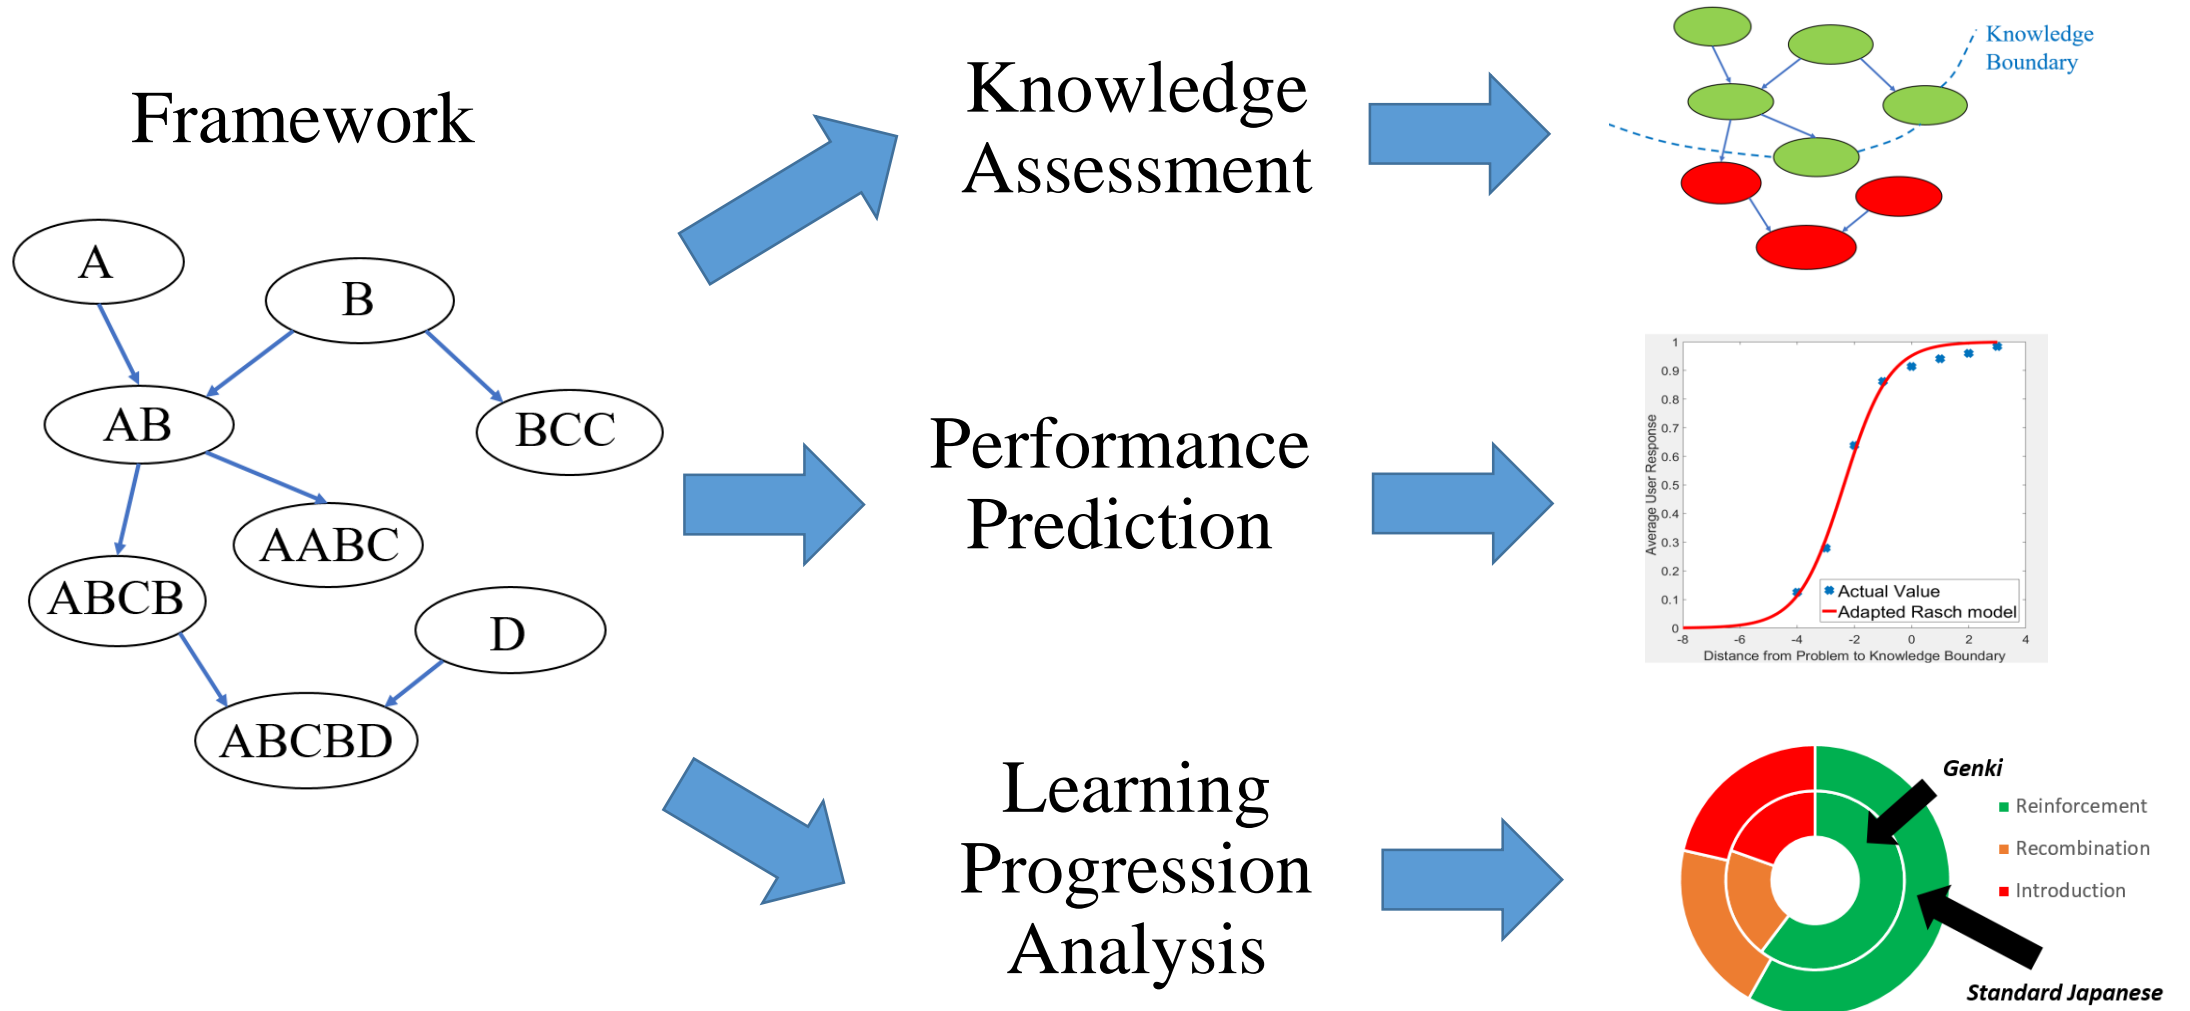 Framework
A
B
AB
BCC
AABC
ABCB
D
ABCBD
Knowledge
Assessment
Knowledge
Boundary
Performance
Prediction
Average User Response
1
0.9
0.8
0.7
0.6
0.5
0.4
0.3
0.2
0.1
0
-8
-6
-4
-2
0
2
4
Actual Value
Adapted Rasch model
Distance from Problem to Knowledge Boundary
Learning
Progression
Analysis
Genki
Reinforcement
Recombination
Introduction
Standard Japanese